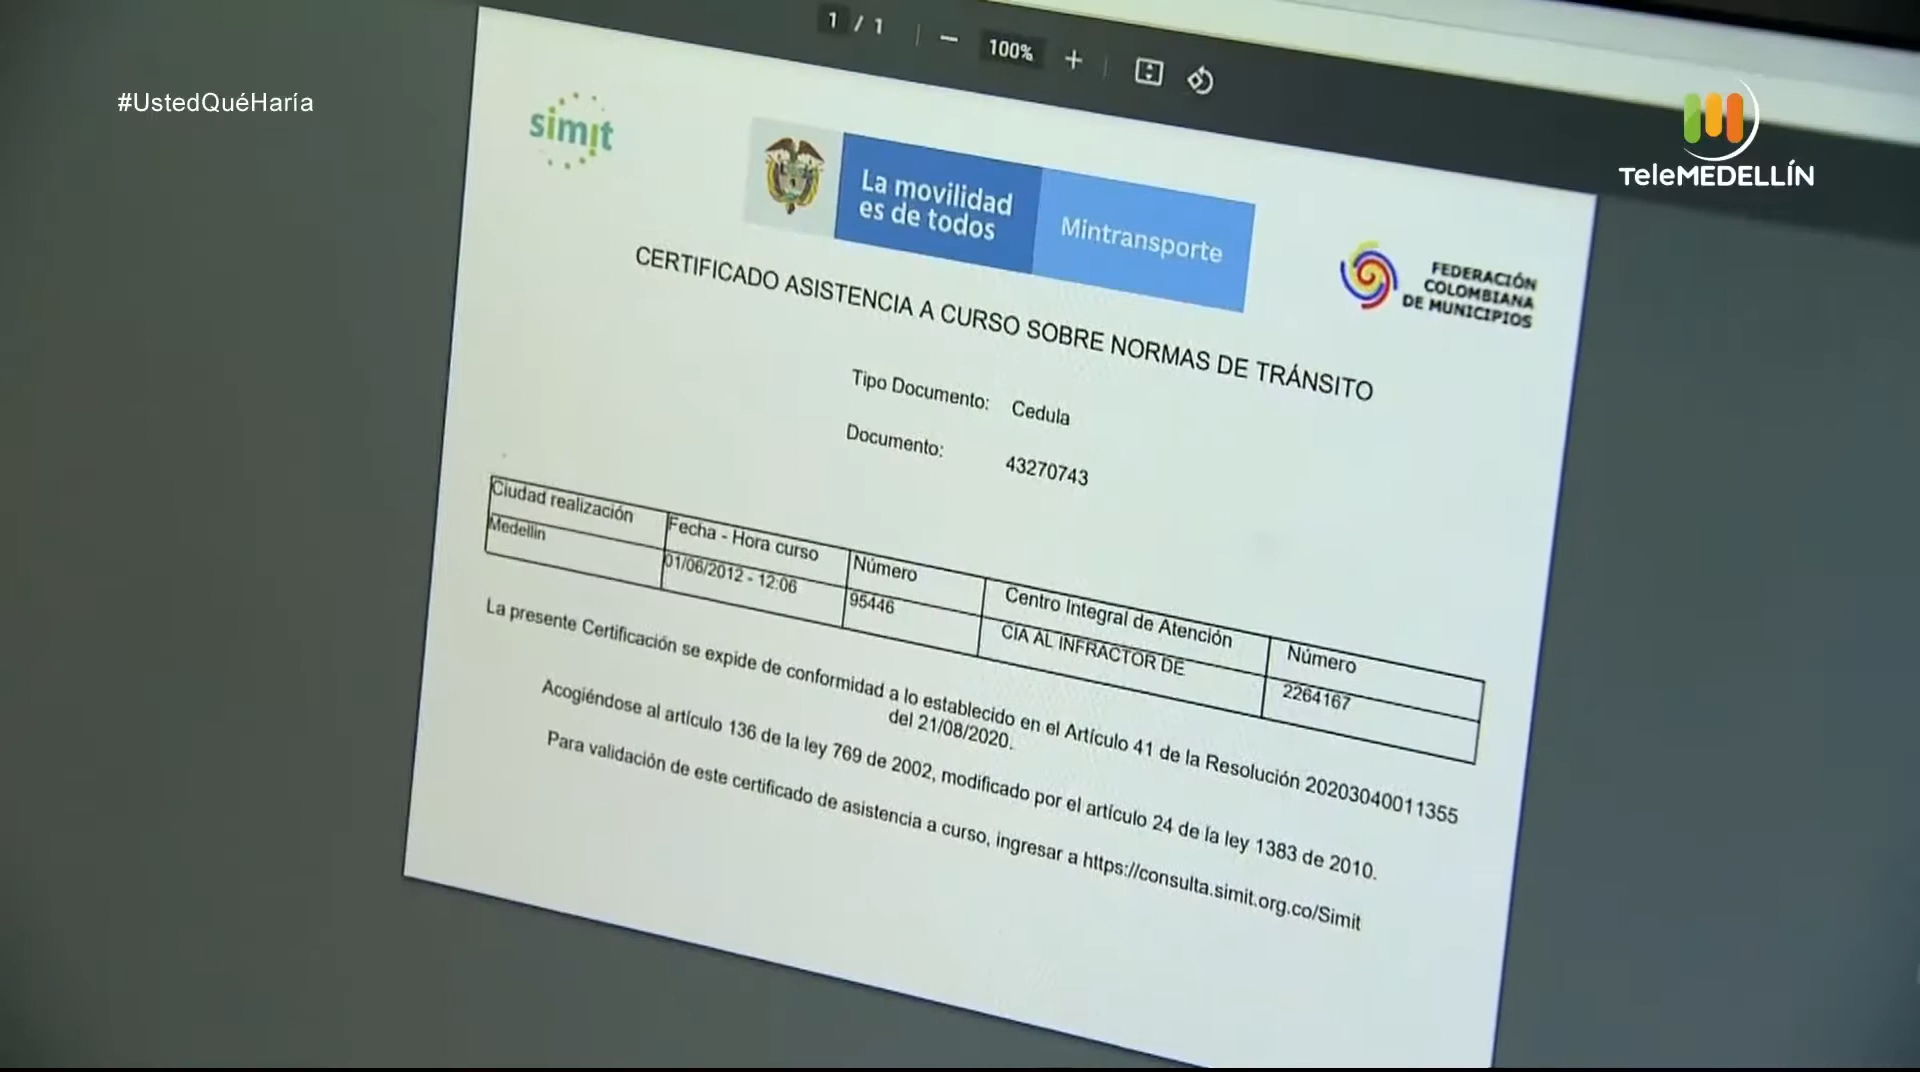 1 / 1
100%
#UstedQuéHaría
TeleMEDELLÍN
simit
La movilidad
es de todos
Mintransporte
FEDERACIÓN
COLOMBIANA
DE MUNICIPIOS
CERTIFICADO ASISTENCIA A CURSO SOBRE NORMAS DE TRÁNSITO
Tipo Documento: Cedula
Documento: 43270743
Ciudad realización Fecha - Hora curso Número Centro Integral de Atención Número
Medellin 01/06/2012 - 12:06 95446 CIA AL INFRACTOR DE 2264167
La presente Certificación se expide de conformidad a lo establecido en el Artículo 41 de la Resolución 20203040011355
del 21/08/2020.
Acogiéndose al artículo 136 de la ley 769 de 2002, modificado por el artículo 24 de la ley 1383 de 2010.
Para validación de este certificado de asistencia a curso, ingresar a https://consulta.simit.org.co/Simit